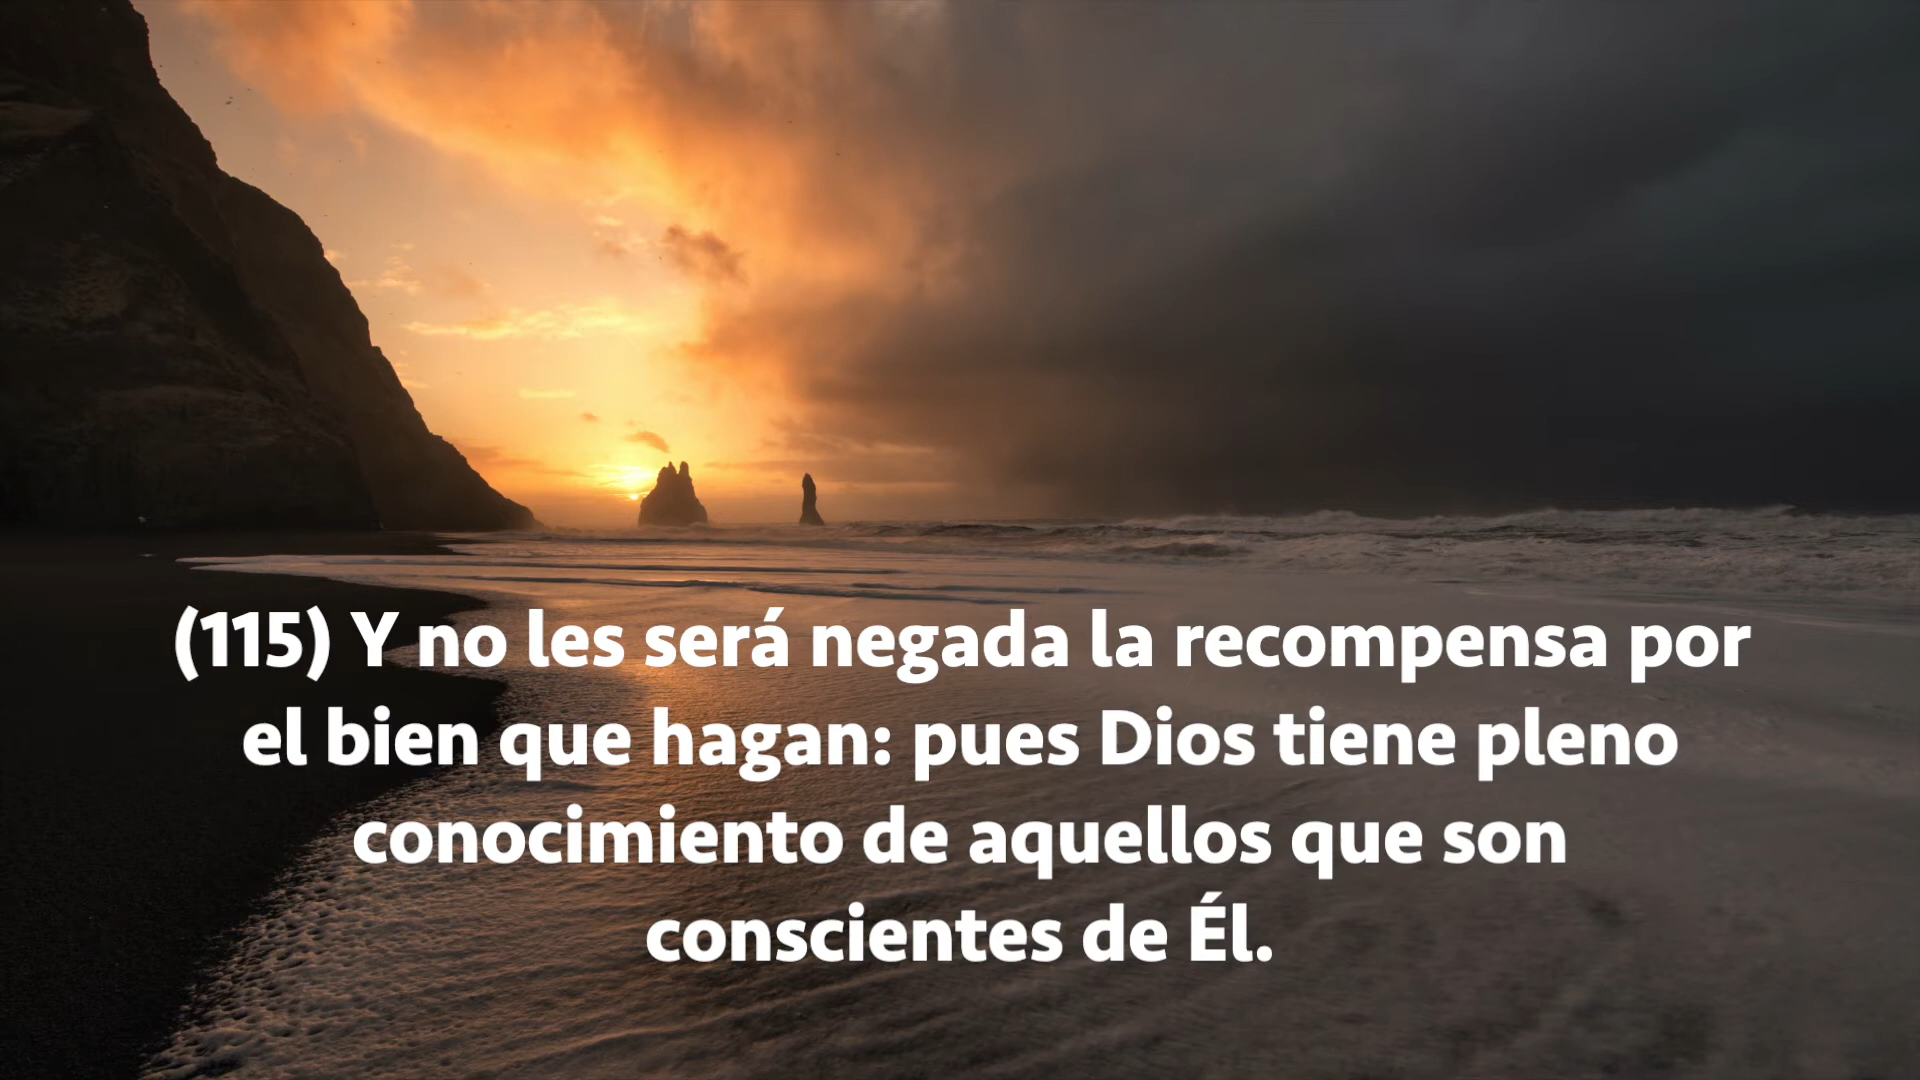 (115) Y no les será negada la recompensa por
el bien que hagan: pues Dios tiene pleno
conocimiento de aquellos que son
conscientes de Él.